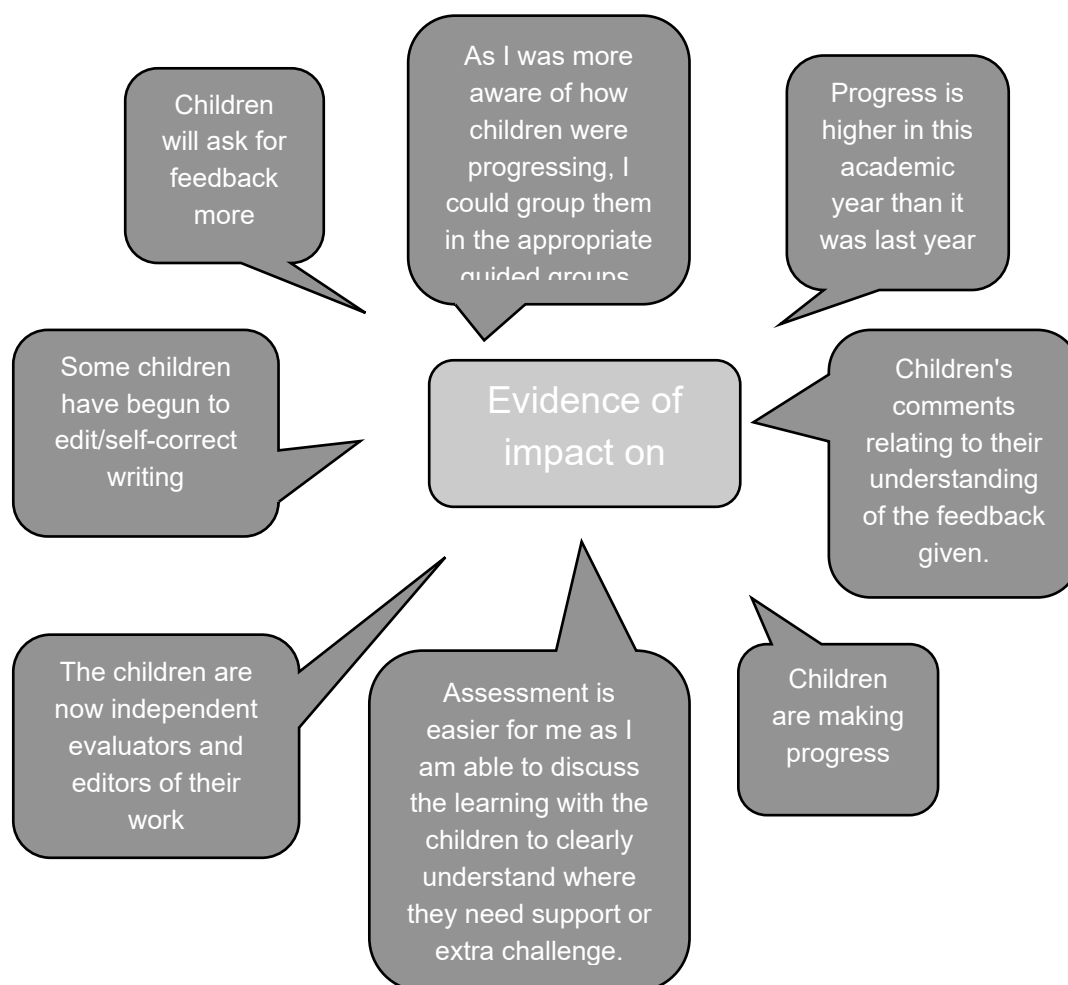 Children
will ask for
feedback
more
As I was more
aware of how
children were
progressing, I
could group them
in the appropriate
guided groups
Progress is
higher in this
academic
year than it
was last year
Some children
have begun to
edit/self-correct
writing
Evidence of
impact on
Children's
comments
relating to their
understanding
of the feedback
given.
The children are
now independent
evaluators and
editors of their
work
Assessment is
easier for me as I
am able to discuss
the learning with the
children to clearly
understand where
they need support or
extra challenge.
Children
are making
progress